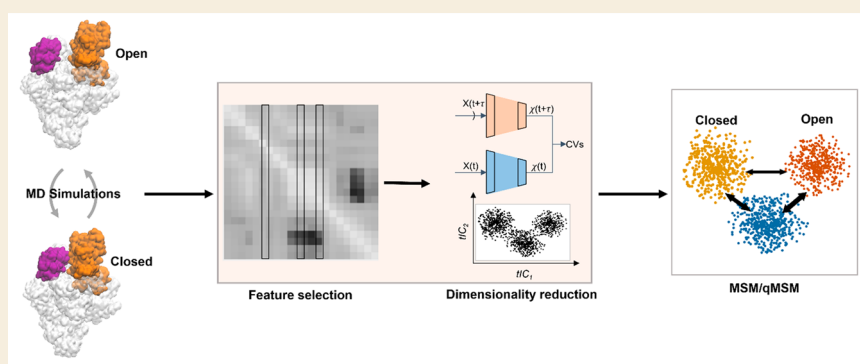 Open
MD Simulations
Closed
Feature selection
X(t+τ
)
χ(t+τ)
CVs
X(t)
χ(t)
tIC₂
tIC₁
Dimensionality reduction
Closed
Open
MSM/qMSM